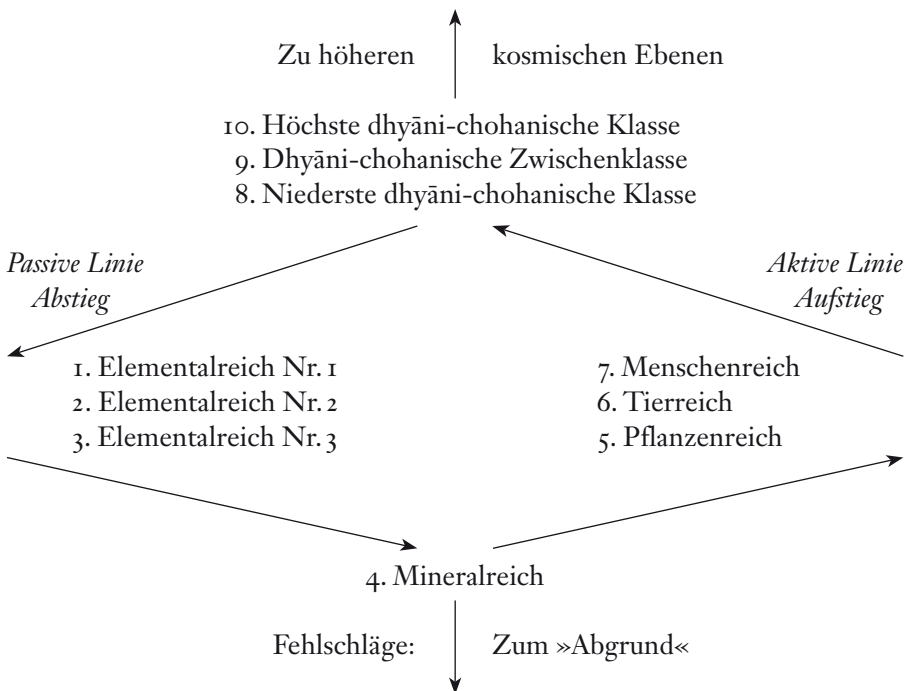 Zu höheren kosmischen Ebenen
10. Höchste dhyāni-chohanische Klasse
9. Dhyāni-chohanische Zwischenklasse
8. Niederste dhyāni-chohanische Klasse
Passive Linie
Abstieg
Aktive Linie
Aufstieg
1. Elementalreich Nr. 1
2. Elementalreich Nr. 2
3. Elementalreich Nr. 3
7. Menschenreich
6. Tierreich
5. Pflanzenreich
4. Mineralreich
Fehlschläge: Zum »Abgrund«